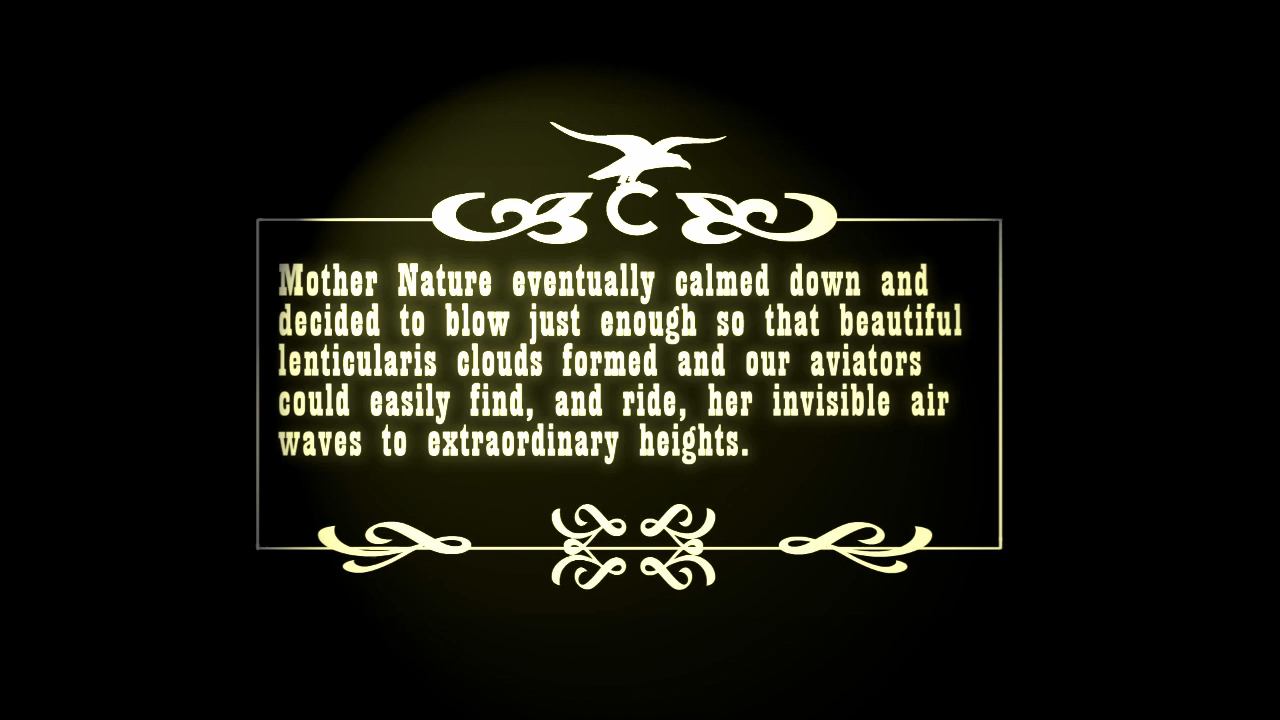 C
Mother Nature eventually calmed down and
decided to blow just enough so that beautiful
lenticularis clouds formed and our aviators
could easily find, and ride, her invisible air
waves to extraordinary heights.